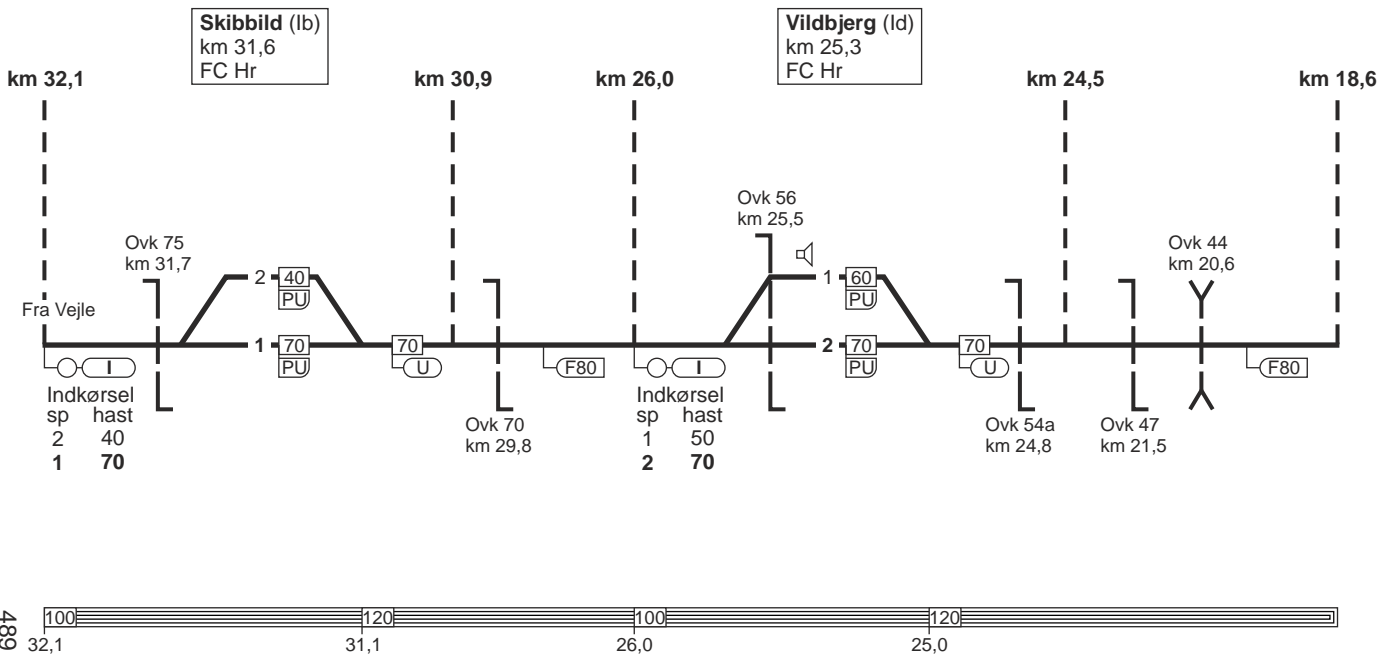 Skibbild (Ib)
km 31,6
FC Hr
Vildbjerg (Id)
km 25,3
FC Hr
km 32,1
km 30,9
km 26,0
km 24,5
km 18,6
Ovk 75
km 31,7
Ovk 56
km 25,5
Ovk 44
km 20,6
2
40
PU
1
60
PU
Fra Vejle
1
70
PU
70
U
F80
2
70
PU
70
U
F80
I
Indkørsel
sp hast
2 40
1 70
Ovk 70
km 29,8
I
Indkørsel
sp hast
1 50
2 70
Ovk 54a
km 24,8
Ovk 47
km 21,5
489
100
120
100
120
32,1
31,1
26,0
25,0